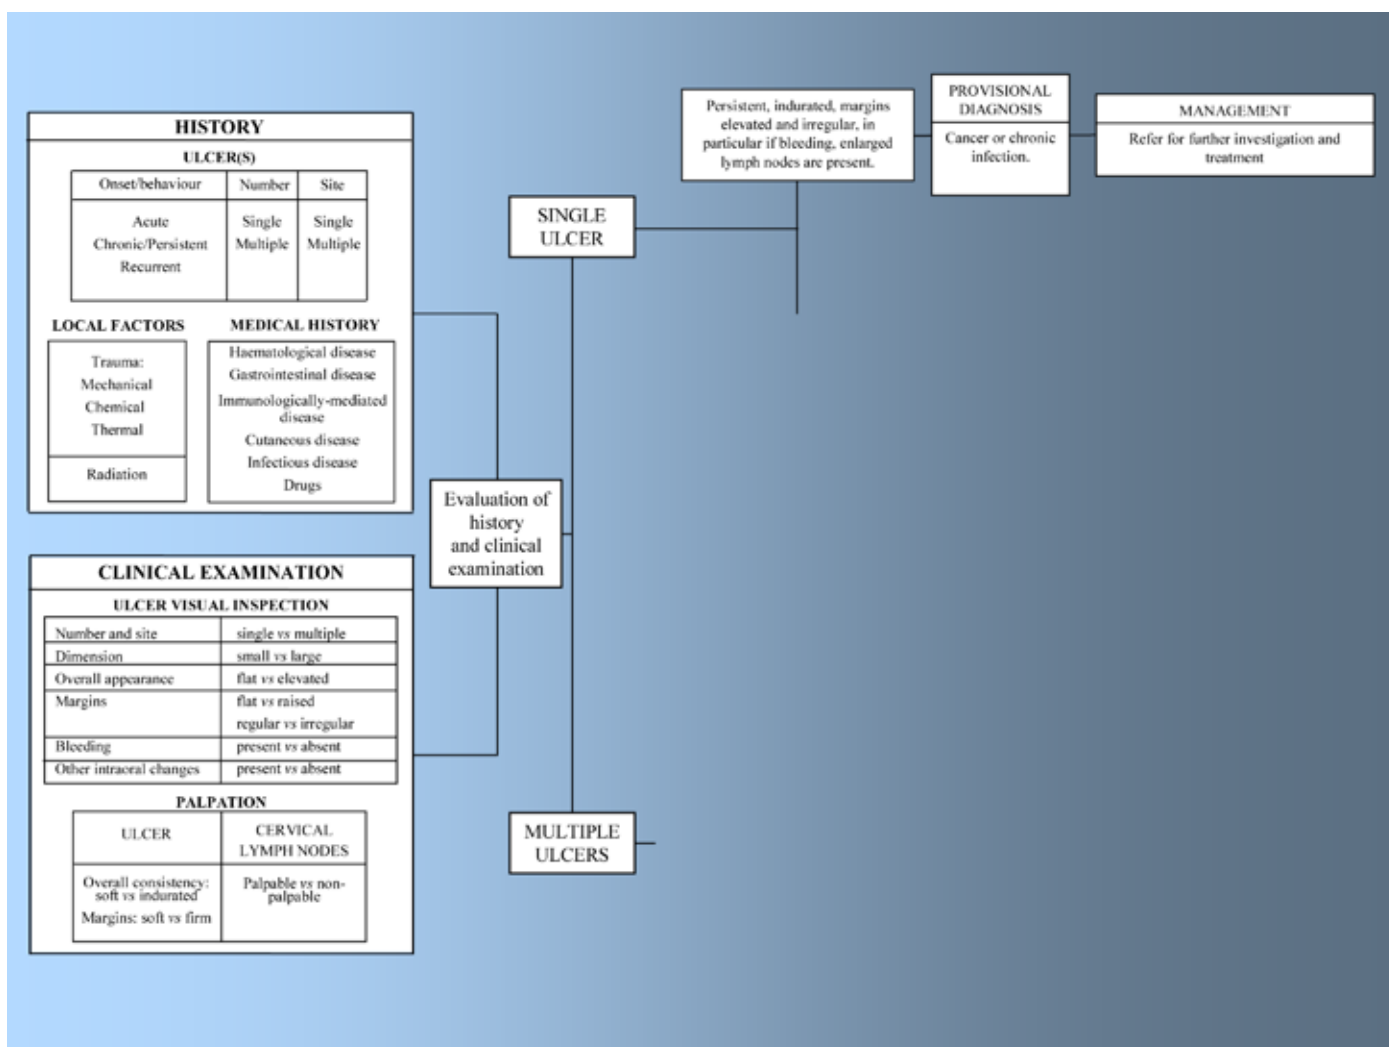 HISTORY
ULCER(S)
Onset/behaviour Number Site
Acute Single Single
Chronic/Persistent Multiple Multiple
Recurrent
LOCAL FACTORS
Trauma:
Mechanical
Chemical
Thermal
Radiation
MEDICAL HISTORY
Haematological disease
Gastrointestinal disease
Immunologically-mediated
disease
Cutaneous disease
Infectious disease
Drugs
CLINICAL EXAMINATION
ULCER VISUAL INSPECTION
Number and site single vs multiple
Dimension small vs large
Overall appearance flat vs elevated
Margins flat vs raised
regular vs irregular
Bleeding present vs absent
Other intraoral changes present vs absent
PALPATION
ULCER
CERVICAL
LYMPH NODES
Overall consistency:
soft vs indurated
Margins: soft vs firm
Palpable vs non-
palpable
Evaluation of
history
and clinical
examination
SINGLE
ULCER
Persistent, indurated, margins
elevated and irregular, in
particular if bleeding, enlarged
lymph nodes are present.
PROVISIONAL
DIAGNOSIS
Cancer or chronic
infection.
MANAGEMENT
Refer for further investigation and
treatment
MULTIPLE
ULCERS